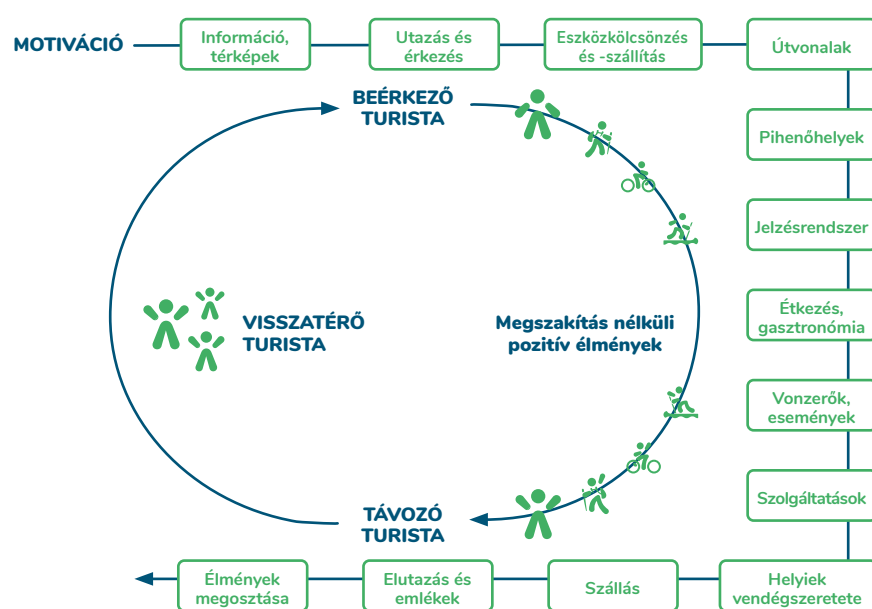 MOTIVÁCIÓ
Információ,
térképek
Utazás és
érkezés
Eszközkölcsönzés
és -szállítás
Útvonalak
Pihenőhelyek
Jelzésrendszer
Étkezés,
gasztronómia
Vonzerők,
események
Szolgáltatások
Helyiek
vendégszeretete
Szállás
Elutazás és
emlékek
Élmények
megosztása
BEÉRKEZŐ
TURISTA
Megszakítás nélküli
pozitív élmények
TÁVOZÓ
TURISTA
VISSZATÉRŐ
TURISTA